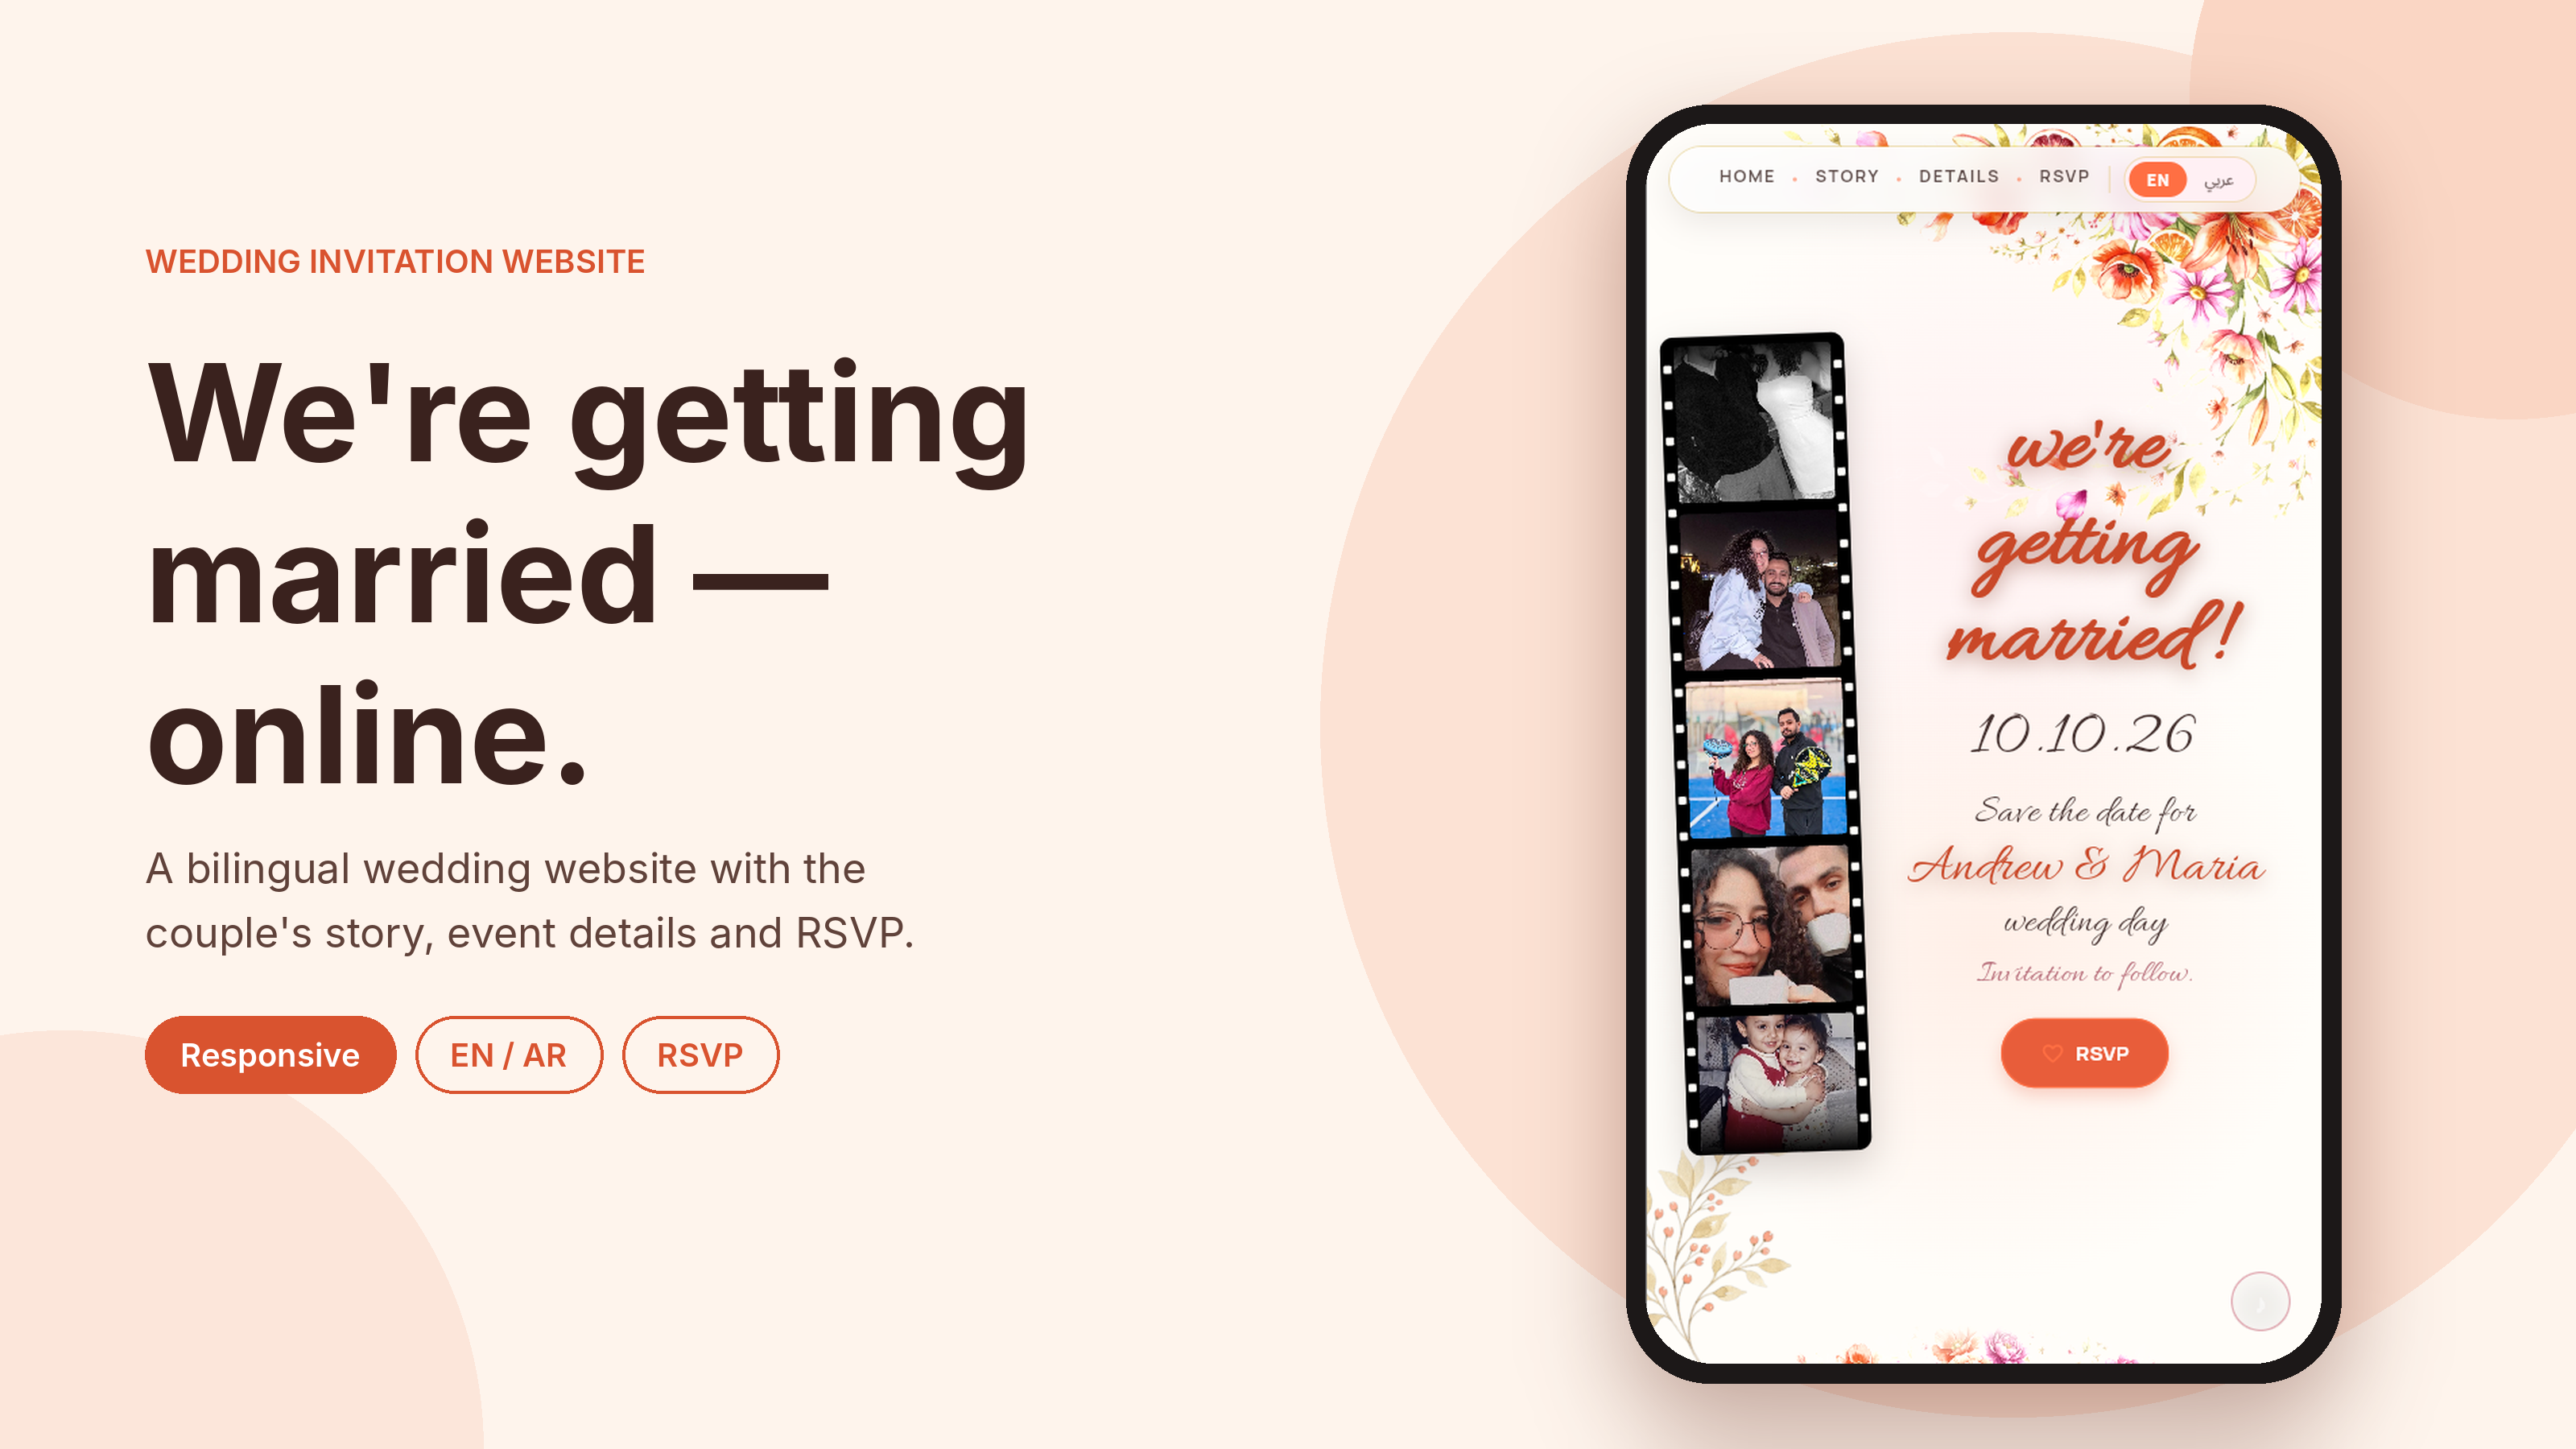 WEDDING INVITATION WEBSITE
We're getting
married —
online.
A bilingual wedding website with the
couple's story, event details and RSVP.
Responsive
EN / AR
RSVP
HOME • STORY • DETAILS • RSVP | EN عربي
we're
getting
married!
10.10.26
Save the date for
Andrew & Maria
wedding day
Invitation to follow.
♡ RSVP